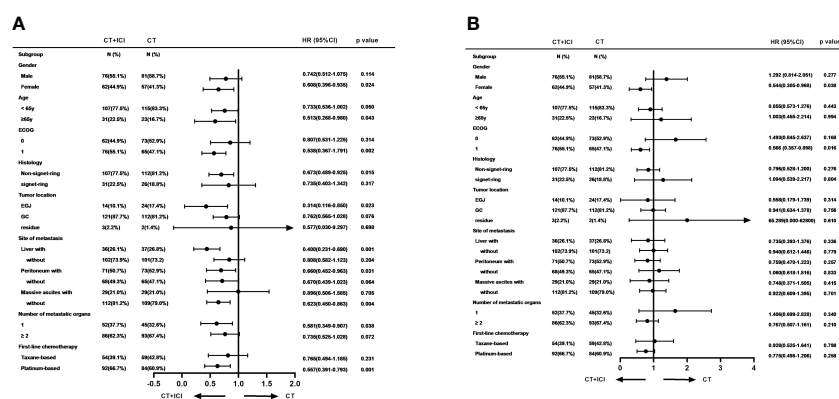 A
CT+ICI CT HR (95%CI) p value
Subgroup N (%) N (%)
Gender
Male 76(55.1%) 81(58.7%) 0.742(0.512-1.075) 0.114
Female 62(44.9%) 57(41.3%) 0.608(0.396-0.935) 0.024
Age
< 65y 107(77.5%) 115(83.3%) 0.733(0.536-1.002) 0.050
≥65y 31(22.5%) 23(16.7%) 0.513(0.268-0.980) 0.043
ECOG
0 62(44.9%) 73(52.9%) 0.807(0.531-1.225) 0.314
1 76(55.1%) 65(47.1%) 0.538(0.367-0.791) 0.002
Histology
Non-signet-ring 107(77.5%) 112(81.2%) 0.673(0.489-0.925) 0.015
signet-ring 31(22.5%) 26(18.8%) 0.735(0.403-1.342) 0.317
Tumor location
EGJ 14(10.1%) 24(17.4%) 0.314(0.116-0.850) 0.023
GC 121(87.7%) 112(81.2%) 0.762(0.565-1.028) 0.076
residue 3(2.2%) 2(1.4%) 0.577(0.030-9.297) 0.698
Site of metastasis
Liver with 36(26.1%) 37(26.8%) 0.400(0.231-0.690) 0.001
without 102(73.9%) 101(73.2) 0.808(0.582-1.123) 0.204
Peritoneum with 71(50.7%) 73(52.9%) 0.660(0.452-0.963) 0.031
without 68(49.3%) 65(47.1%) 0.670(0.439-1.023) 0.064
Massive ascites with 29(21.0%) 29(21.0%) 0.896(0.506-1.586) 0.705
without 112(81.2%) 109(79.0%) 0.623(0.450-0.863) 0.004
Number of metastatic organs
1 52(37.7%) 45(32.6%) 0.581(0.349-0.907) 0.038
≥ 2 86(62.3%) 93(67.4%) 0.735(0.525-1.028) 0.072
First-line chemotherapy
Taxane-based 54(39.1%) 59(42.8%) 0.765(0.494-1.185) 0.231
Platinum-based 92(66.7%) 84(60.9%) 0.557(0.391-0.793) 0.001
-0.5 0.0 0.5 1.0 1.5 2.0
CT+ICI CT
B
CT+ICI CT HR (95%CI) p value
Subgroup N (%) N (%)
Gender
Male 76(55.1%) 81(58.7%) 1.292 (0.814-2.051) 0.277
Female 62(44.9%) 57(41.3%) 0.544(0.305-0.968) 0.038
Age
< 65y 107(77.5%) 115(83.3%) 0.855(0.573-1.276) 0.443
≥65y 31(22.5%) 23(16.7%) 1.003(0.455-2.214) 0.994
ECOG
0 62(44.9%) 73(52.9%) 1.493(0.845-2.637) 0.168
1 76(55.1%) 65(47.1%) 0.566 (0.357-0.898) 0.016
Histology
Non-signet-ring 107(77.5%) 112(81.2%) 0.796(0.528-1.200) 0.276
signet-ring 31(22.5%) 26(18.8%) 1.094(0.539-2.217) 0.804
Tumor location
EGJ 14(10.1%) 24(17.4%) 0.314
GC 121(87.7%) 112(81.2%) 0.941(0.634-1.370) 0.756
residue 3(2.2%) 2(1.4%) 0.610
Site of metastasis
Liver with 36(26.1%) 37(26.8%) 0.735(0.393-1.376) 0.336
without 102(73.9%) 101(73.2) 0.940(0.612-1.446) 0.779
Peritoneum with 71(50.7%) 73(52.9%) 0.759(0.470-1.223) 0.257
without 68(49.3%) 65(47.1%) 1.060(0.618-1.816) 0.833
Massive ascites with 29(21.0%) 29(21.0%) 0.748(0.371-1.505) 0.415
without 112(81.2%) 109(79.0%) 0.922(0.609-1.395) 0.701
Number of metastatic organs
1 52(37.7%) 45(32.6%) 0.340
≥ 2 86(62.3%) 93(67.4%) 0.767(0.507-1.161) 0.210
First-line chemotherapy
Taxane-based 54(39.1%) 59(42.8%) 0.928(0.525-1.641) 0.798
Platinum-based 92(66.7%) 84(60.9%) 0.775(0.498-1.206) 0.258
0 1 2 3 4
CT+ICI CT